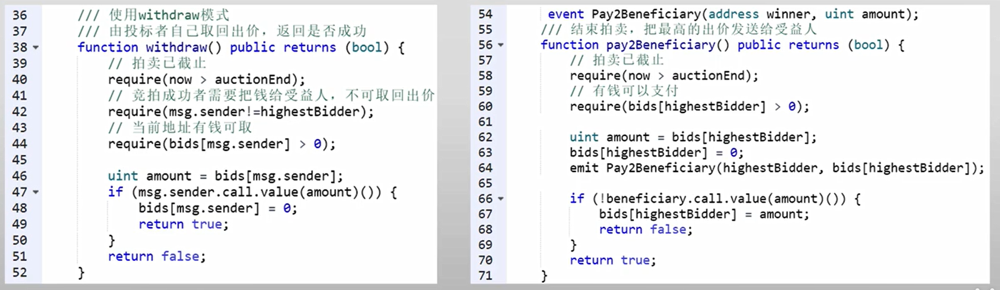 36 /// 使用withdraw模式
37 /// 由投标者自己取回出价，返回是否成功
38 function withdraw() public returns (bool) {
39 // 拍卖已截止
40 require(now > auctionEnd);
41 // 竞拍成功者需要把钱给受益人，不可取回出价
42 require(msg.sender!=highestBidder);
43 // 当前地址有钱可取
44 require(bids[msg.sender] > 0);
45
46 uint amount = bids[msg.sender];
47 if (msg.sender.call.value(amount)()) {
48 bids[msg.sender] = 0;
49 return true;
50 }
51 return false;
52 }
54 event Pay2Beneficiary(address winner, uint amount);
55 /// 结束拍卖，把最高的出价发送给受益人
56 function pay2Beneficiary() public returns (bool) {
57 // 拍卖已截止
58 require(now > auctionEnd);
59 // 有钱可以支付
60 require(bids[highestBidder] > 0);
61
62 uint amount = bids[highestBidder];
63 bids[highestBidder] = 0;
64 emit Pay2Beneficiary(highestBidder, bids[highestBidder]);
65
66 if (!beneficiary.call.value(amount)()) {
67 bids[highestBidder] = amount;
68 return false;
69 }
70 return true;
71 }